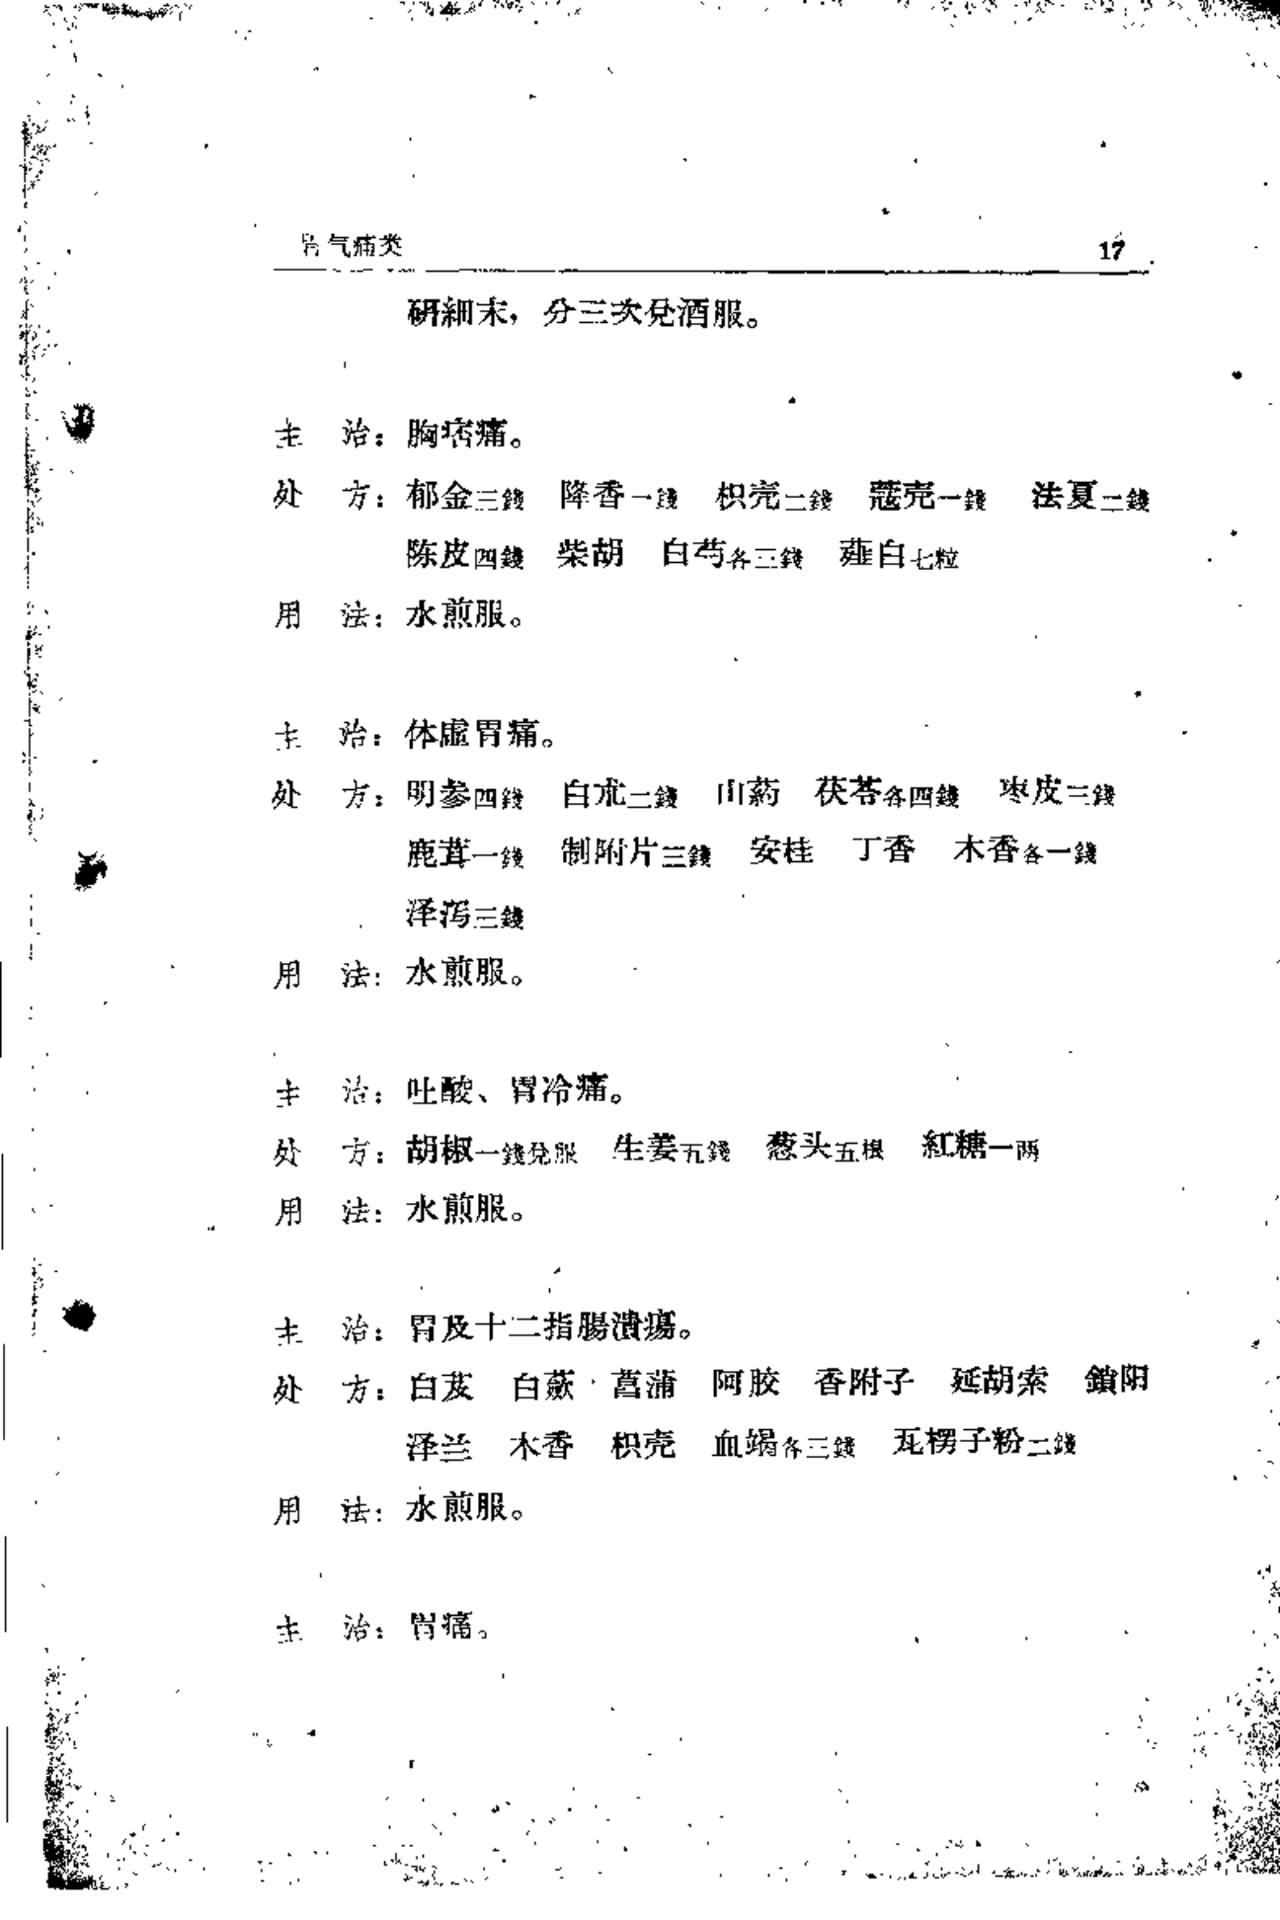 胃气痛类 17
研細末，分三次兌酒服。
主 治：胸痞痛。
处 方：郁金三錢 降香一錢 枳壳二錢 蔻壳一錢 法夏二錢
陈皮四錢 柴胡 白芍各三錢 薤白七粒
用 法：水煎服。
主 治：体虛胃痛。
处 方：明参四錢 白朮二錢 山葯 茯苓各四錢 枣皮三錢
鹿茸一錢 制附片三錢 安桂 丁香 木香各一錢
泽泻三錢
用 法：水煎服。
主 治：吐酸、胃冷痛。
处 方：胡椒一錢兌服 生姜五錢 葱头五根 紅糖一两
用 法：水煎服。
主 治：胃及十二指腸潰瘍。
处 方：白芨 白蘞 菖蒲 阿胶 香附子 延胡索 鎖阳
泽兰 木香 枳壳 血竭各三錢 瓦楞子粉二錢
用 法：水煎服。
主 治：胃痛。